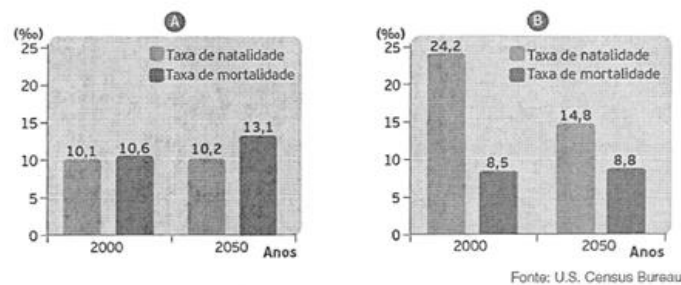 A
(‰)
25
20
15
10
5
0
Taxa de natalidade
Taxa de mortalidade
10,1
10,6
10,2
13,1
2000
2050
Anos
B
(‰)
25
20
15
10
5
0
24,2
Taxa de natalidade
Taxa de mortalidade
8,5
14,8
8,8
2000
2050
Anos
Fonte: U.S. Census Bureau